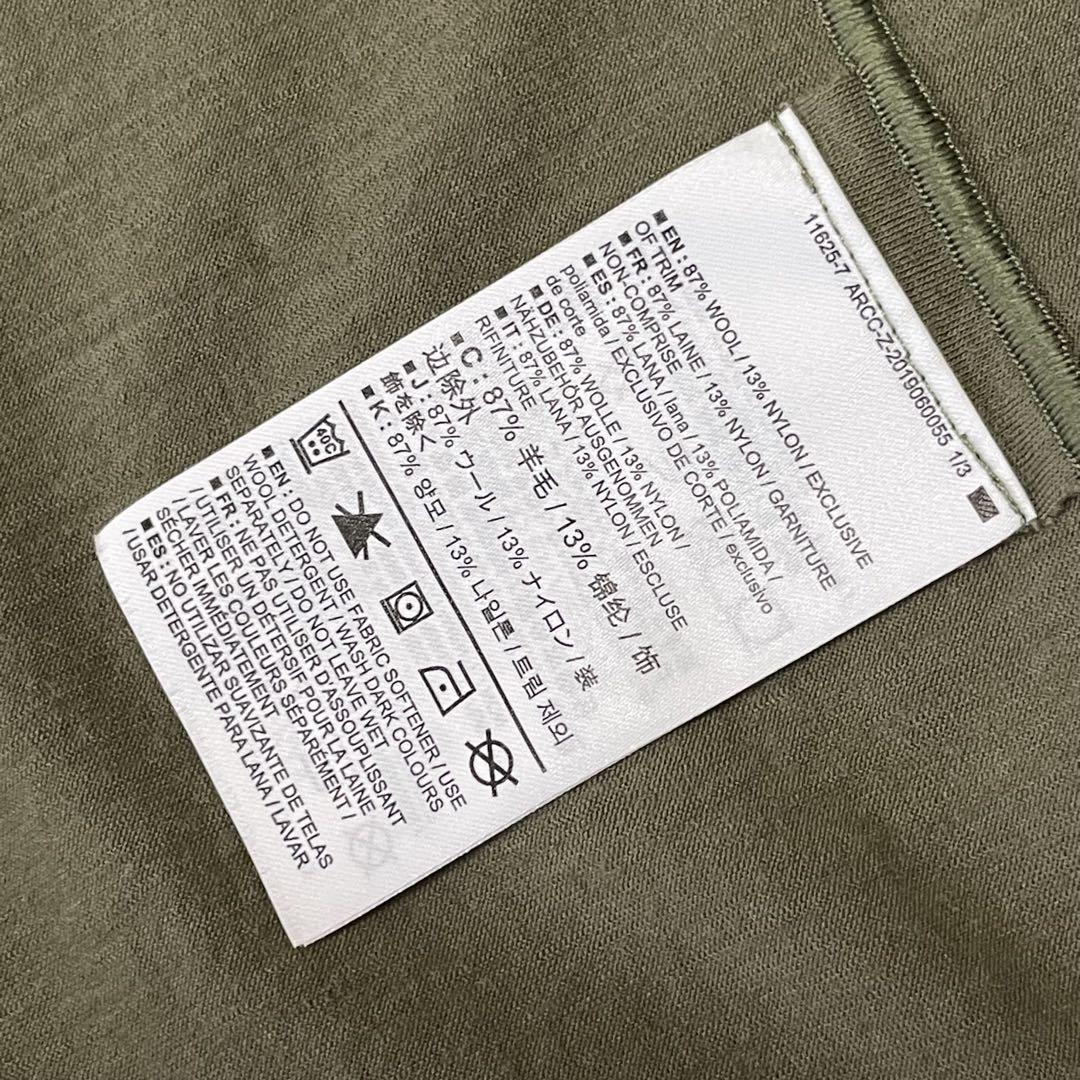 11625-7 ARCC-Z-2019060055 1/3
EN : 87% WOOL / 13% NYLON / EXCLUSIVE
OF TRIM
FR : 87% LAINE / 13% NYLON / GARNITURE
NON-COMPRISE
ES : 87% LANA / lana / 13% POLIAMIDA /
poliamida / EXCLUSIVO DE CORTE / exclusivo
de corte
DE : 87% WOLLE / 13% NYLON /
NÄHZUBEHÖR AUSGENOMMEN
IT : 87% LANA / 13% NYLON / ESCLUSE
RIFINITURE
C : 87% 羊毛 / 13% 锦纶 / 饰
边除外
J : 87% ウール / 13% ナイロン / 装
飾を除く
K : 87% 양모 / 13% 나일론 / 트림 제외
40C
EN : DO NOT USE FABRIC SOFTENER / USE
WOOL DETERGENT / WASH DARK COLOURS
SEPARATELY / DO NOT LEAVE WET
FR : NE PAS UTILISER D'ASSOUPLISSANT
/ UTILISER UN DÉTERSIF POUR LA LAINE
/ LAVER LES COULEURS SÉPARÉMENT /
SÉCHER IMMÉDIATEMENT
ES : NO UTILIZAR SUAVIZANTE DE TELAS
/ USAR DETERGENTE PARA LANA / LAVAR